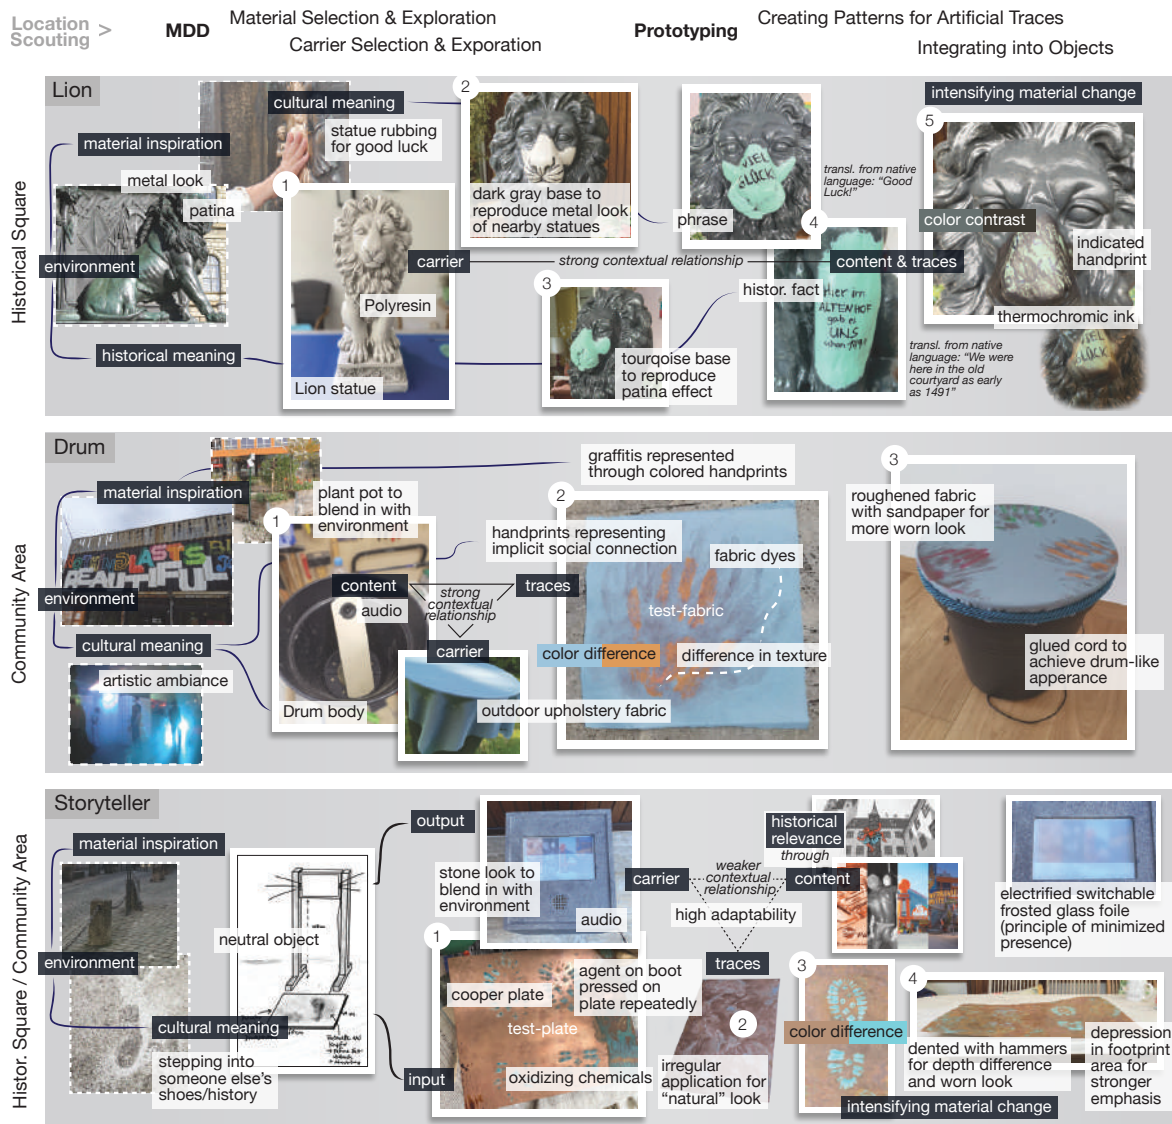 Location
Scouting >
MDD
Material Selection & Exploration
Carrier Selection & Exporation
Prototyping
Creating Patterns for Artificial Traces
Integrating into Objects
Historical Square
Lion
material inspiration
metal look
patina
environment
historical meaning
cultural meaning
statue rubbing
for good luck
1
carrier
Polyresin
Lion statue
2
dark gray base to
reproduce metal look
of nearby statues
strong contextual relationship
3
tourqoise base
to reproduce
patina effect
VIEL
GLÜCK
phrase
transl. from native
language: “Good
Luck!”
4
content & traces
histor. fact
Hier im
ALTENHOF
gab es
UNS
schon 1491
transl. from native
language: “We were
here in the old
courtyard as early
as 1491”
intensifying material change
5
color contrast
indicated
handprint
thermochromic ink
Community Area
Drum
material inspiration
plant pot to
blend in with
environment
BEAUTIFUL
environment
cultural meaning
artistic ambiance
graffitis represented
through colored handprints
handprints representing
implicit social connection
1
content
audio
strong
contextual
relationship
traces
carrier
Drum body
outdoor upholstery fabric
2
fabric dyes
test-fabric
color difference
difference in texture
3
roughened fabric
with sandpaper for
more worn look
glued cord to
achieve drum-like
apperance
Histor. Square / Community Area
Storyteller
material inspiration
environment
cultural meaning
stepping into
someone else’s
shoes/history
neutral object
output
input
stone look to
blend in with
environment
audio
1
cooper plate
agent on boot
pressed on
plate repeatedly
test-plate
oxidizing chemicals
carrier
weaker
contextual
relationship
content
high adaptability
traces
historical
relevance
through
2
irregular
application for
“natural” look
3
color difference
4
dented with hammers
for depth difference
and worn look
depression
in footprint
area for
stronger
emphasis
intensifying material change
electrified switchable
frosted glass foile
(principle of minimized
presence)